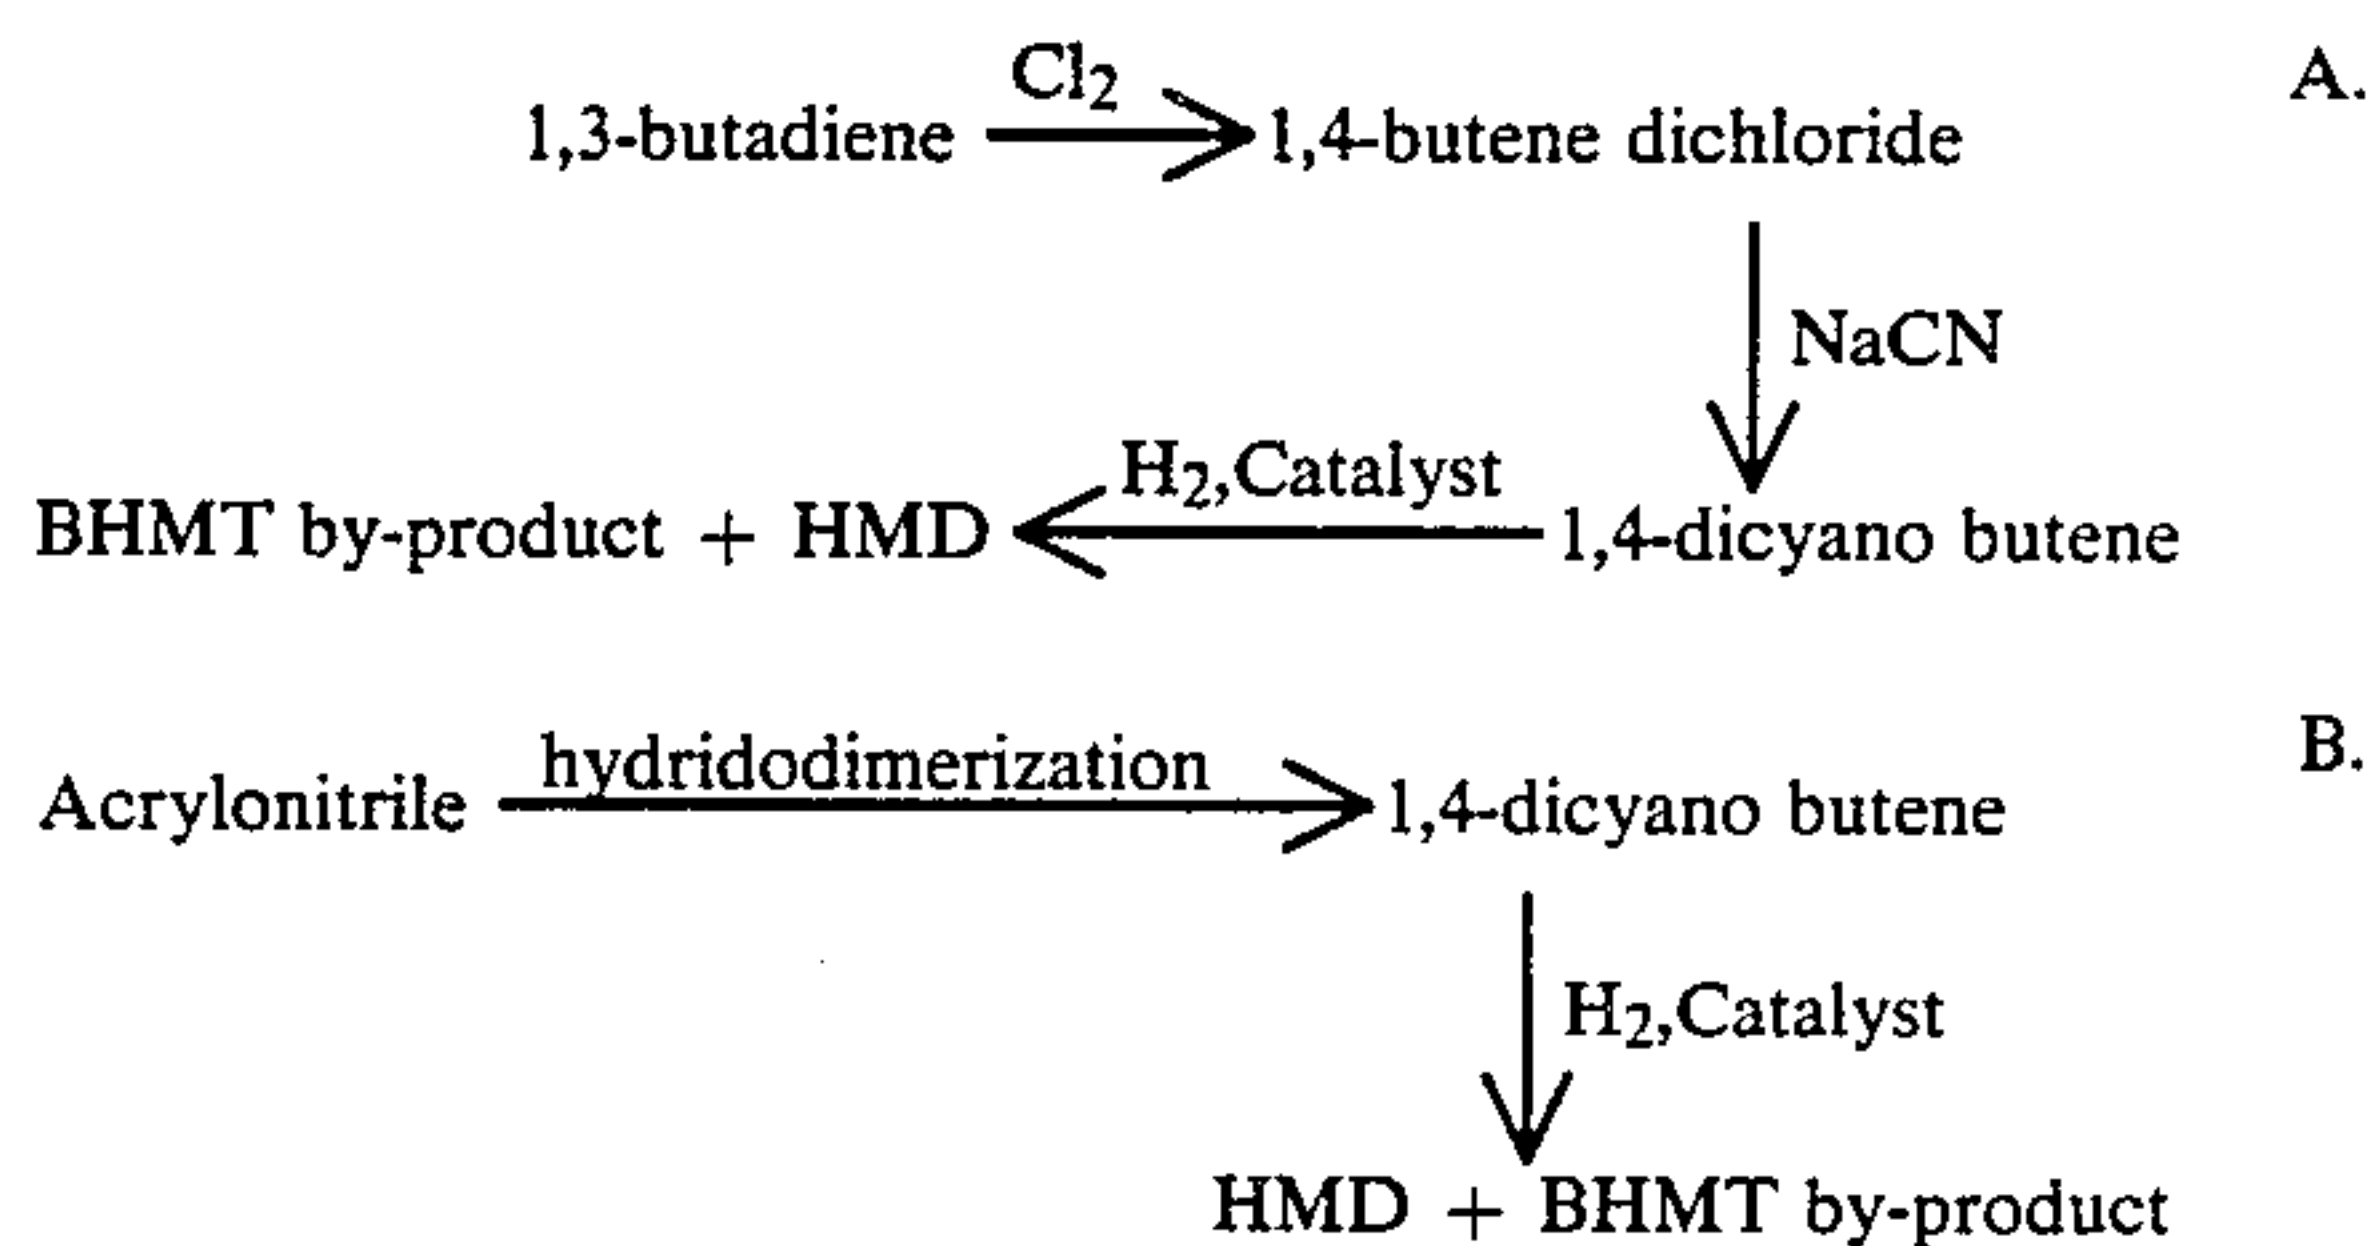 Cl2 A.
1,3-butadiene 1,4-butene dichloride
NaCN
H2,Catalyst
BHMT by-product + HMD 1,4-dicyano butene
hydridodimerization B.
Acrylonitrile 1,4-dicyano butene
H2,Catalyst
HMD + BHMT by-product